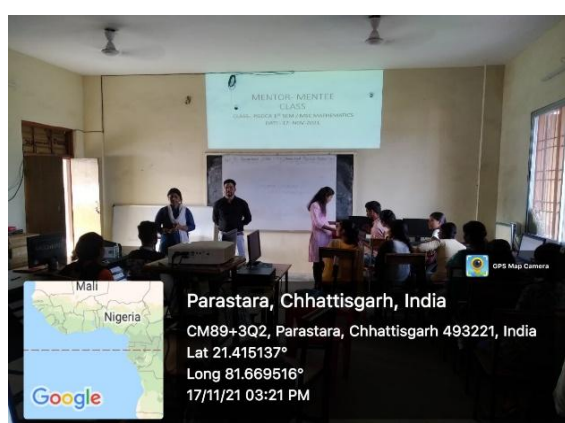 MENTOR- MENTEE
CLASS
GPS Map Camera
Mali
Nigeria
Google
Parastara, Chhattisgarh, India
CM89+3Q2, Parastara, Chhattisgarh 493221, India
Lat 21.415137°
Long 81.669516°
17/11/21 03:21 PM